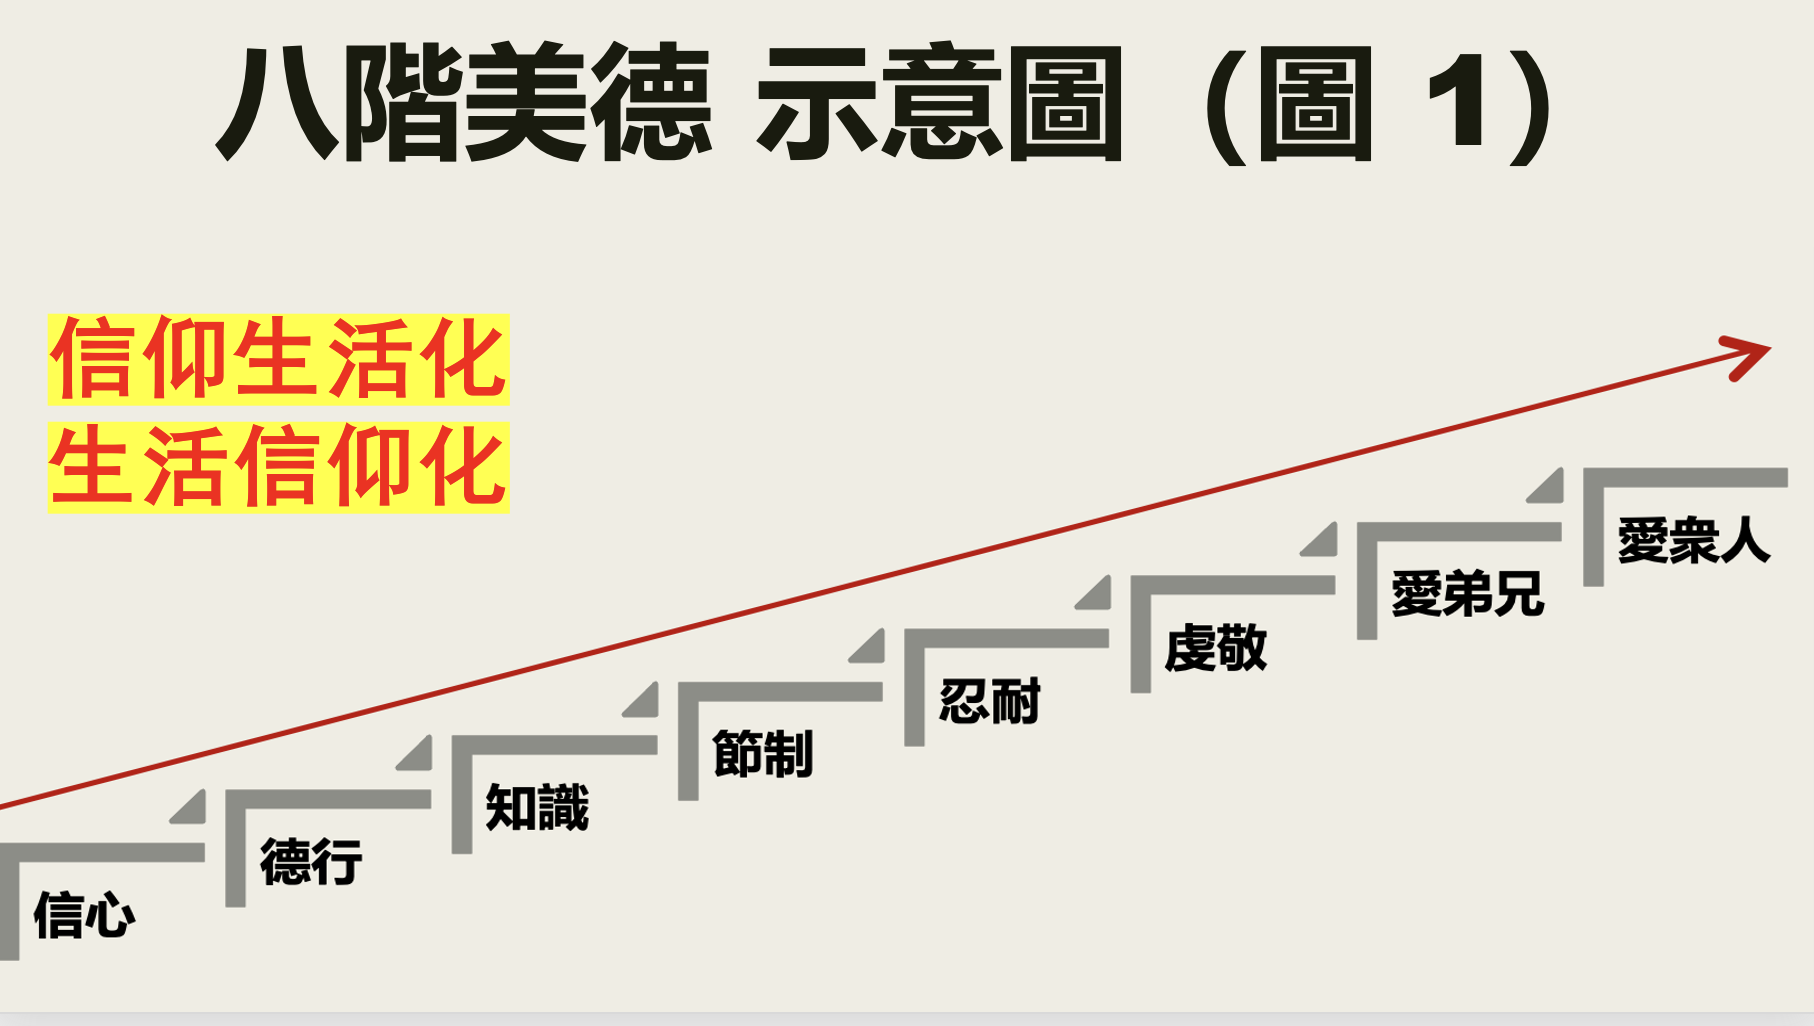 八階美德 示意圖（圖 1）
信仰生活化
生活信仰化
信心
德行
知識
節制
忍耐
虔敬
愛弟兄
愛衆人